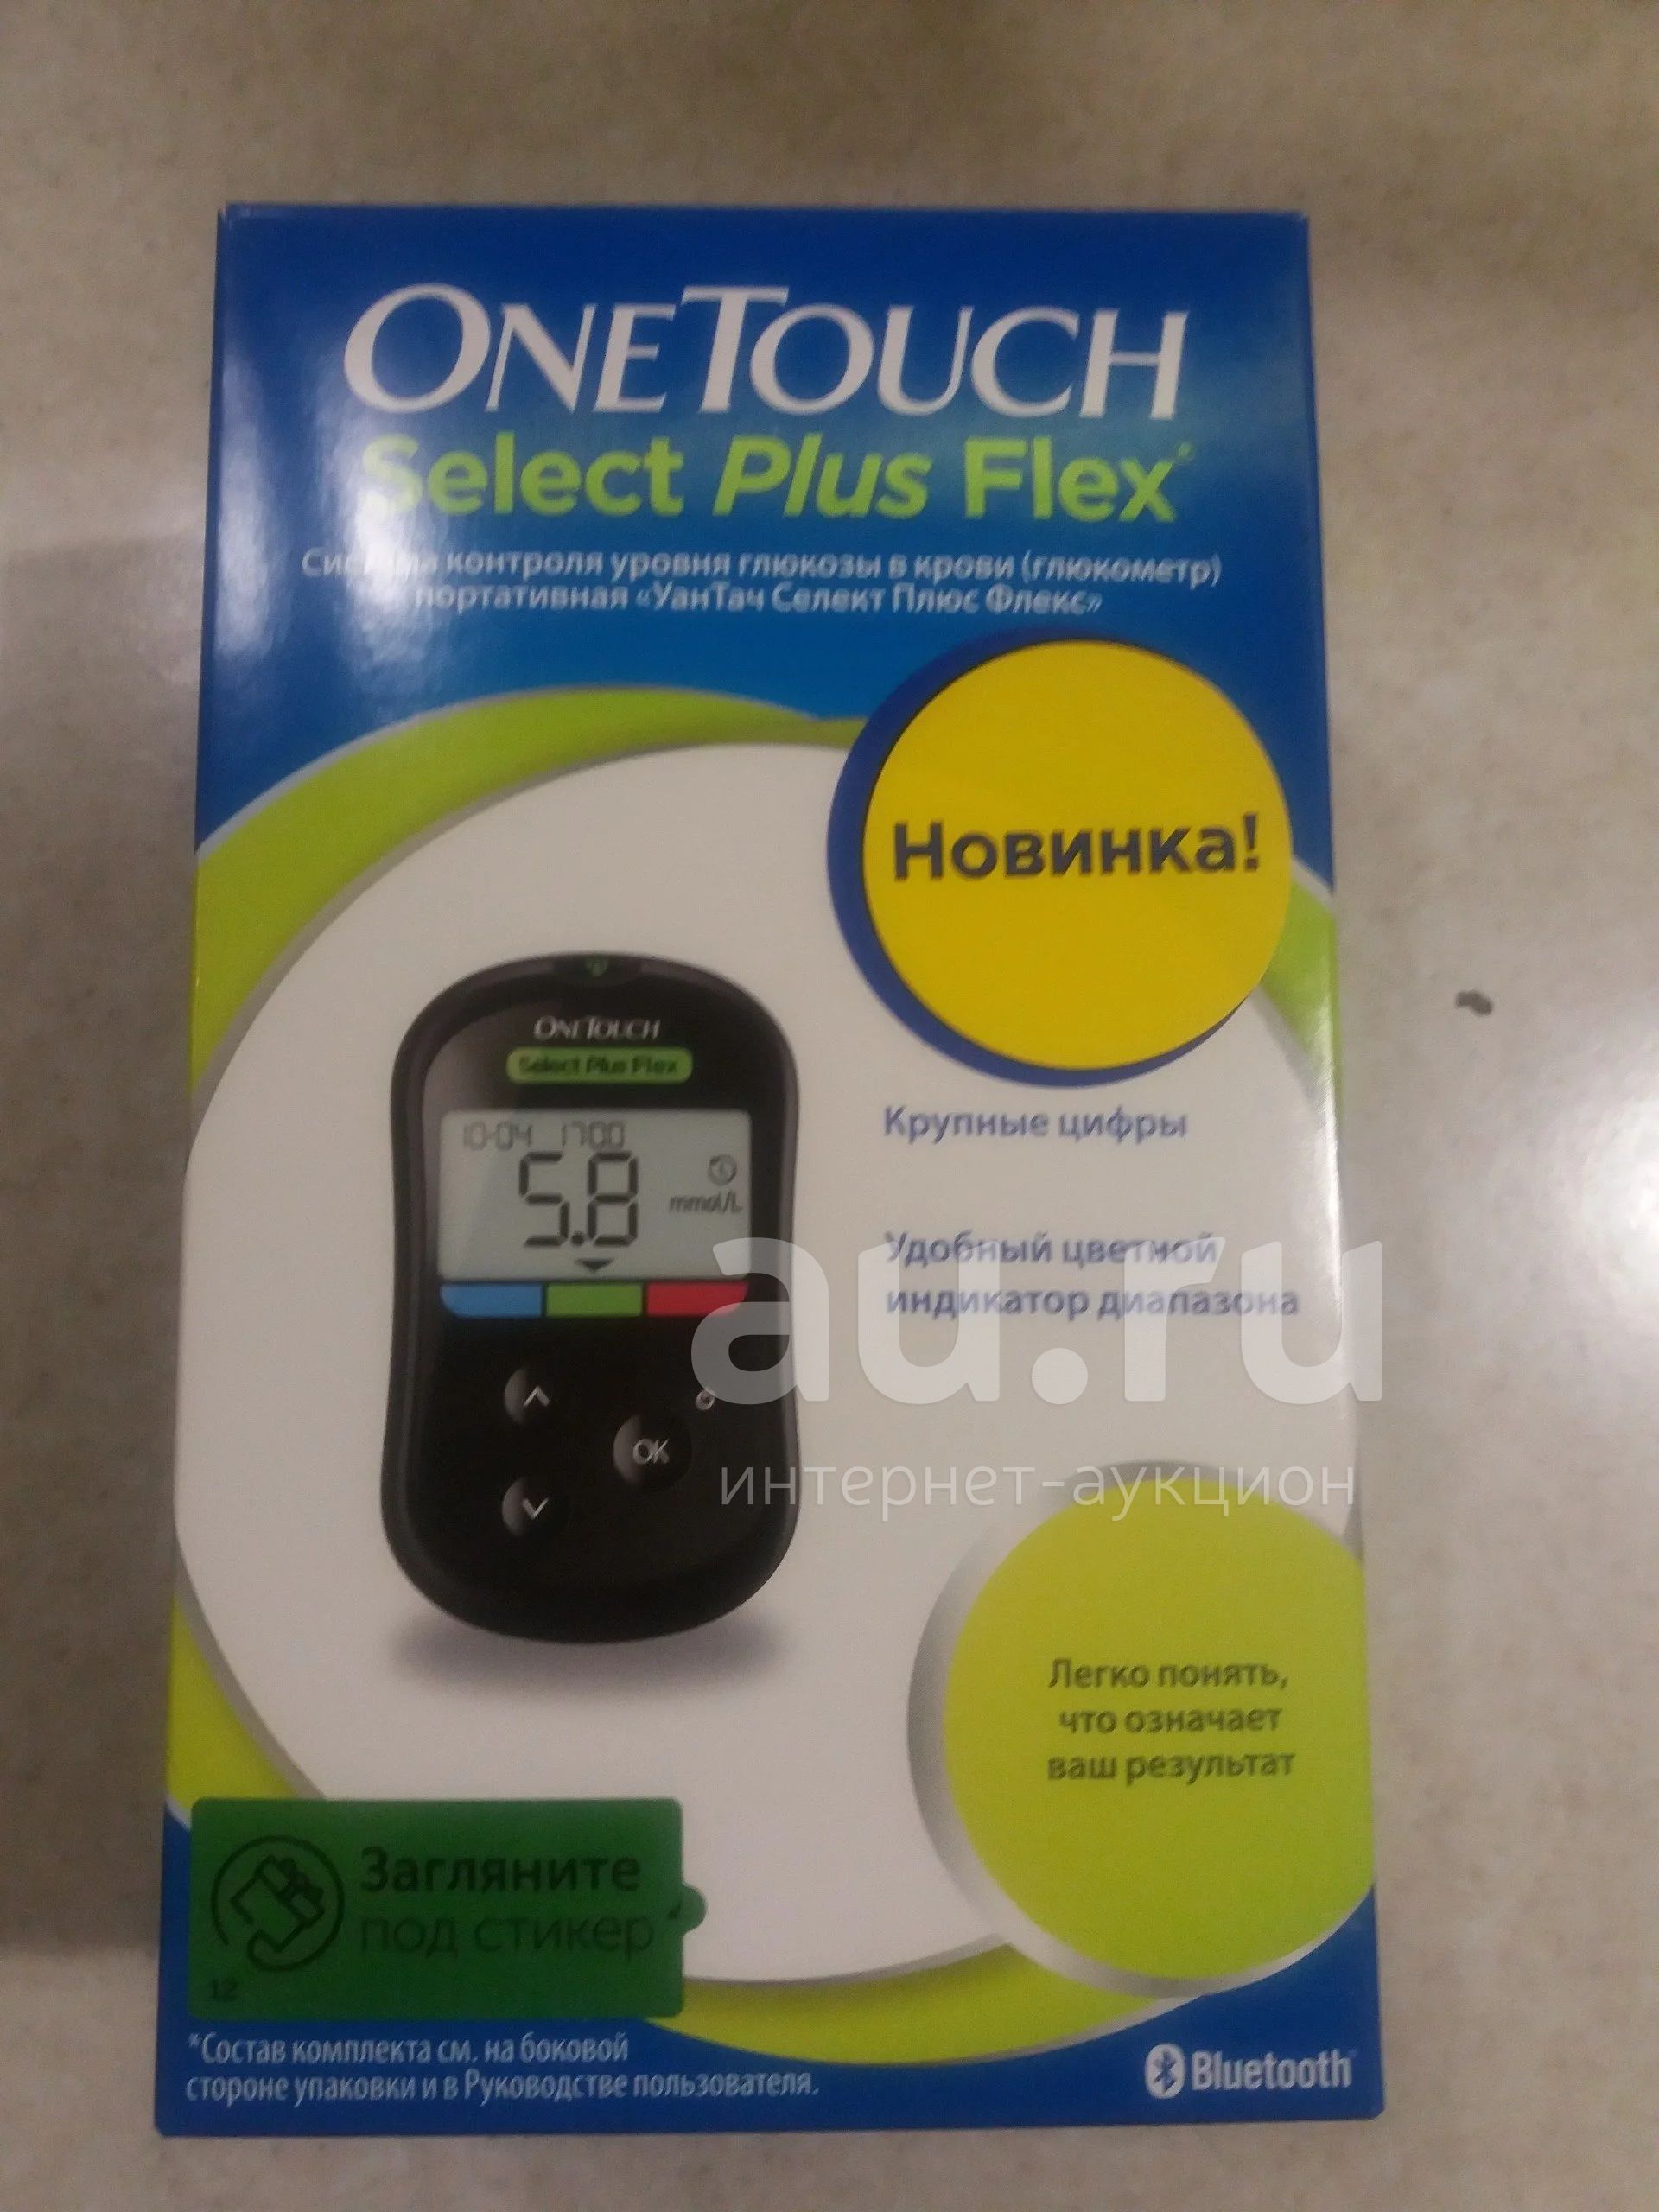 ONETOUCH
Select Plus Flex
Система контроля уровня глюкозы в крови (глюкометр)
портативная «УанТач Селект Плюс Флекс»
Новинка!
ONETOUCH
Select Plus Flex
10-04 17:00
5.8
mmol/L
OK
Крупные цифры
Удобный цветной
индикатор диапазона
au.ru
интернет-аукцион
Легко понять,
что означает
ваш результат
Загляните
под стикер
12
*Состав комплекта см. на боковой
стороне упаковки и в Руководстве пользователя.
Bluetooth